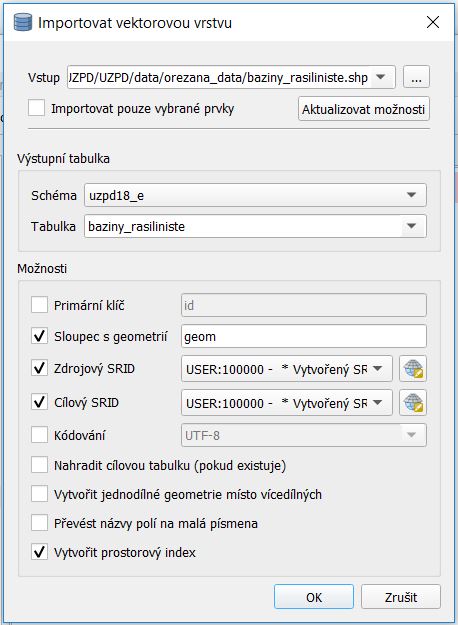 Importovat vektorovou vrstvu
Vstup JZPD/UZPD/data/orezana_data/baziny_rasiliniste.shp ...
Importovat pouze vybrané prvky Aktualizovat možnosti
Výstupní tabulka
Schéma uzpd18_e
Tabulka baziny_rasiliniste
Možnosti
Primární klíč id
Sloupec s geometrií geom
Zdrojový SRID USER:100000 - * Vytvořený SR
Cílový SRID USER:100000 - * Vytvořený SR
Kódování UTF-8
Nahradit cílovou tabulku (pokud existuje)
Vytvořit jednodílné geometrie místo vícedílných
Převést názvy polí na malá písmena
Vytvořit prostorový index
OK Zrušit